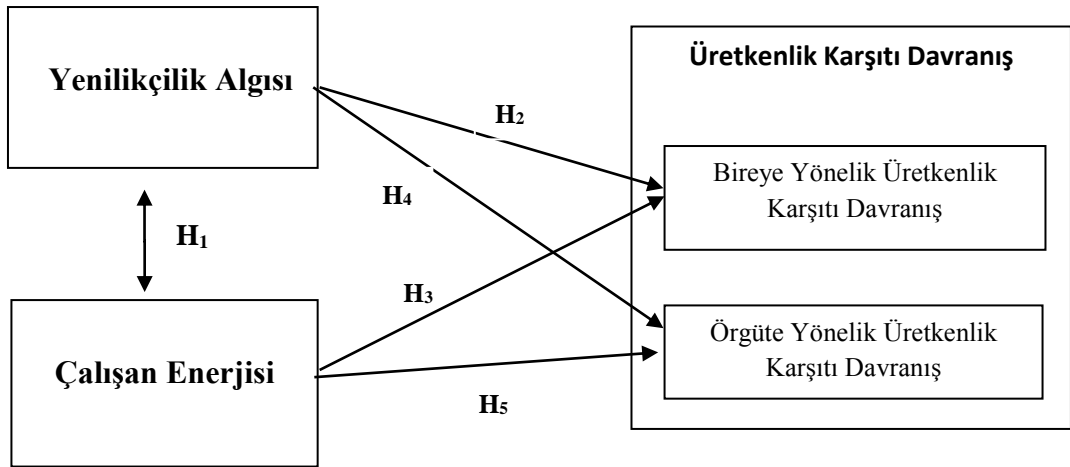 Yenilikçilik Algısı
Üretkenlik Karşıtı Davranış
H2
Bireye Yönelik Üretkenlik
Karşıtı Davranış
H4
H1
H3
Örgüte Yönelik Üretkenlik
Karşıtı Davranış
Çalışan Enerjisi
H5